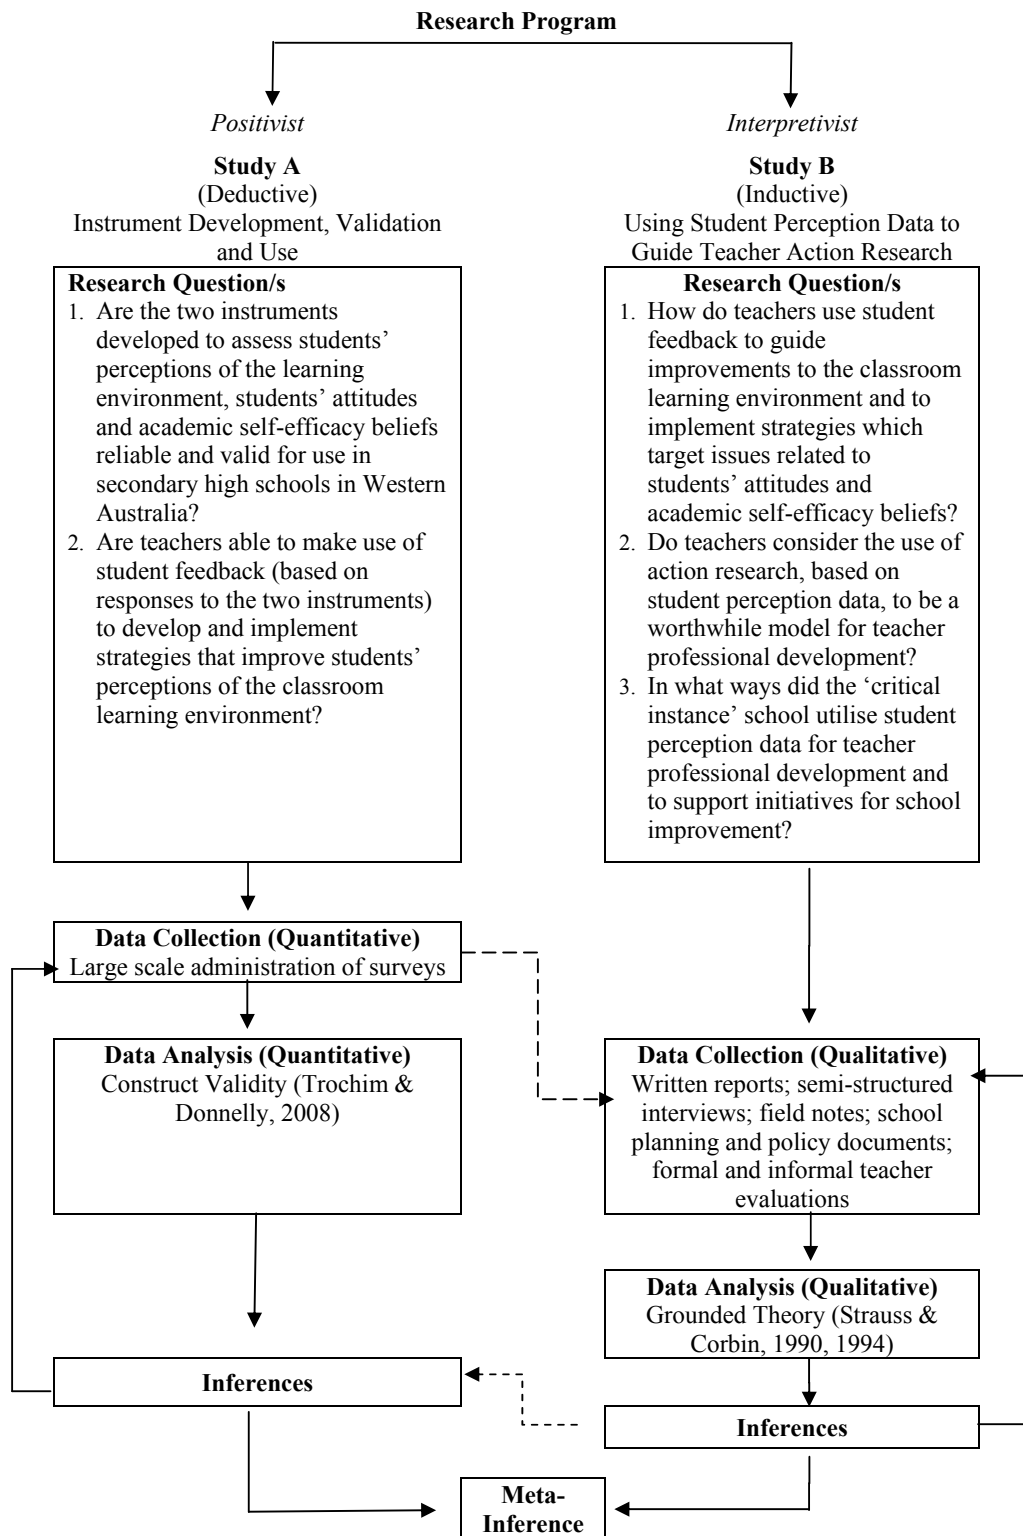 Research Program
Positivist
Study A
(Deductive)
Instrument Development, Validation
and Use
Research Question/s
1. Are the two instruments
developed to assess students’
perceptions of the learning
environment, students’ attitudes
and academic self-efficacy beliefs
reliable and valid for use in
secondary high schools in Western
Australia?
2. Are teachers able to make use of
student feedback (based on
responses to the two instruments)
to develop and implement
strategies that improve students’
perceptions of the classroom
learning environment?
Data Collection (Quantitative)
Large scale administration of surveys
Data Analysis (Quantitative)
Construct Validity (Trochim &
Donnelly, 2008)
Inferences
Interpretivist
Study B
(Inductive)
Using Student Perception Data to
Guide Teacher Action Research
Research Question/s
1. How do teachers use student
feedback to guide
improvements to the classroom
learning environment and to
implement strategies which
target issues related to
students’ attitudes and
academic self-efficacy beliefs?
2. Do teachers consider the use of
action research, based on
student perception data, to be a
worthwhile model for teacher
professional development?
3. In what ways did the ‘critical
instance’ school utilise student
perception data for teacher
professional development and
to support initiatives for school
improvement?
Data Collection (Qualitative)
Written reports; semi-structured
interviews; field notes; school
planning and policy documents;
formal and informal teacher
evaluations
Data Analysis (Qualitative)
Grounded Theory (Strauss &
Corbin, 1990, 1994)
Inferences
Meta-
Inference